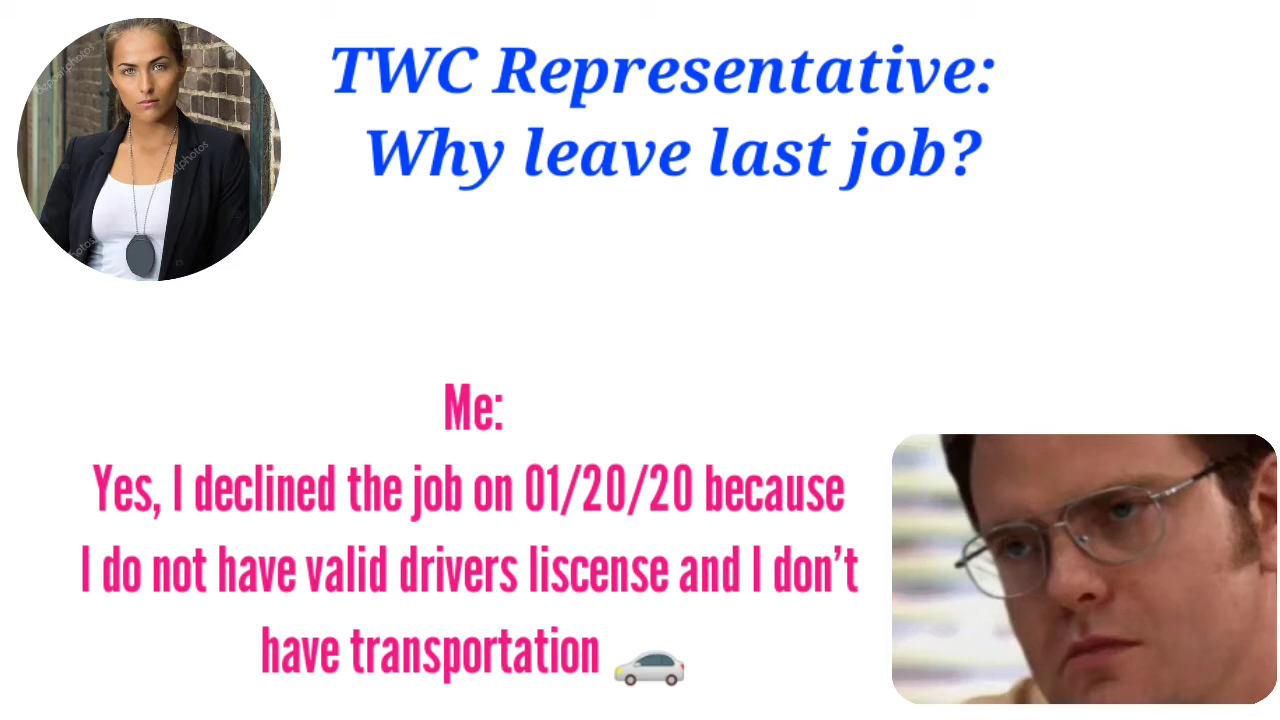 TWC Representative:
Why leave last job?
Me:
Yes, I declined the job on 01/20/20 because
I do not have valid drivers liscense and I don't
have transportation
depositphotos